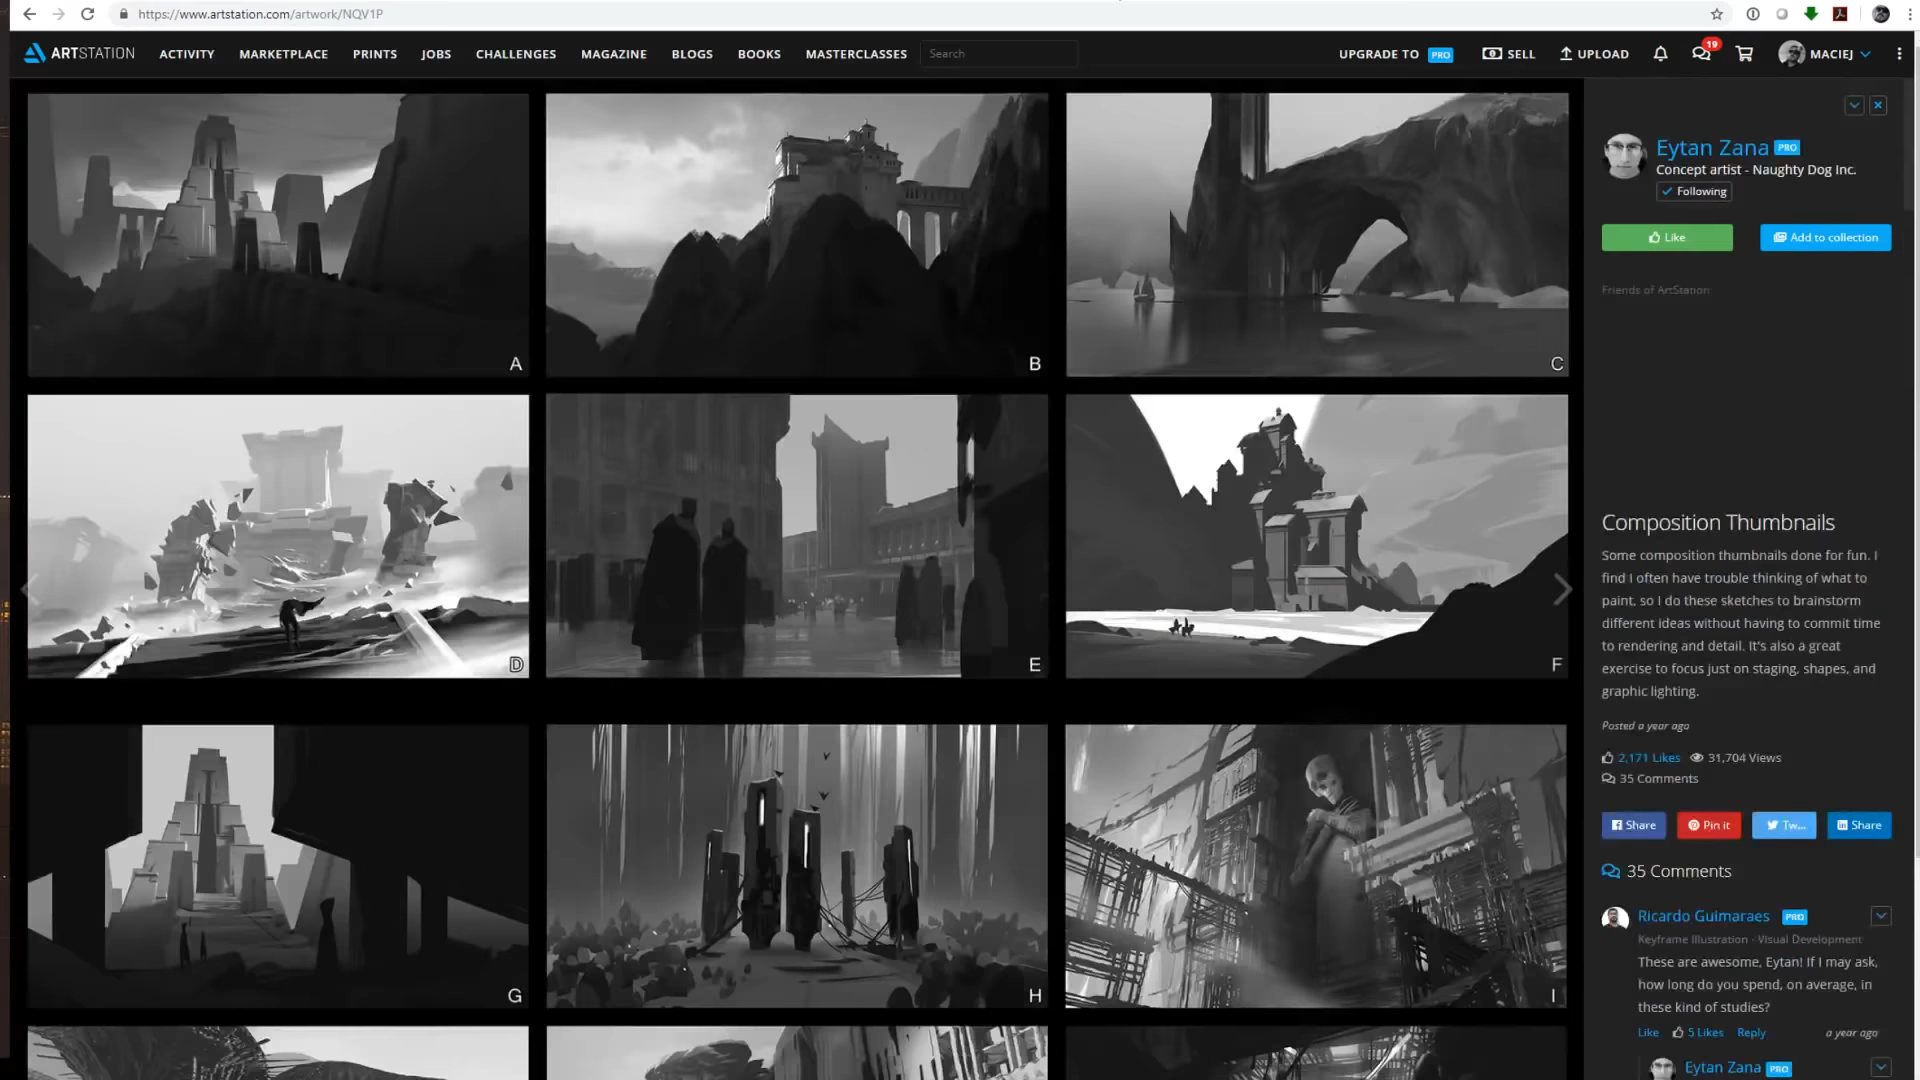 https://www.artstation.com/artwork/NQV1P
ARTSTATION ACTIVITY MARKETPLACE PRINTS JOBS CHALLENGES MAGAZINE BLOGS BOOKS MASTERCLASSES Search UPGRADE TO PRO SELL UPLOAD 19 MACIEJ
A
B
C
D
E
F
G
H
I
Eytan Zana PRO
Concept artist - Naughty Dog Inc.
Following
Like Add to collection
Friends of ArtStation
Composition Thumbnails
Some composition thumbnails done for fun. I
find I often have trouble thinking of what to
paint, so I do these sketches to brainstorm
different ideas without having to commit time
to rendering and detail. It's also a great
exercise to focus just on staging, shapes, and
graphic lighting.
Posted a year ago
2,171 Likes 31,704 Views
35 Comments
Share Pin it Tw... Share
35 Comments
Ricardo Guimaraes PRO
Keyframe Illustration - Visual Development
These are awesome, Eytan! If I may ask,
how long do you spend, on average, in
these kind of studies?
Like 5 Likes Reply a year ago
Eytan Zana PRO